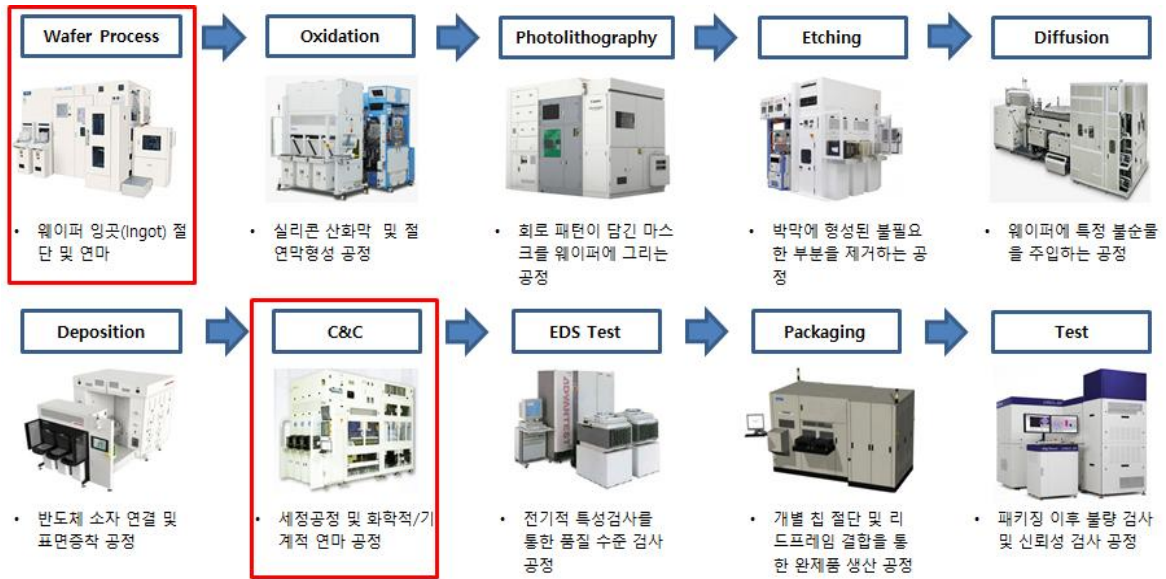 Wafer Process
Oxidation
Photolithography
Etching
Diffusion
• 웨이퍼 잉곳(Ingot) 절
단 및 연마
• 실리콘 산화막 및 절
연막형성 공정
• 회로 패턴이 담긴 마스
크를 웨이퍼에 그리는
공정
• 박막에 형성된 불필요
한 부분을 제거하는 공
정
• 웨이퍼에 특정 불순물
을 주입하는 공정
Deposition
C&C
EDS Test
Packaging
Test
ADVANTEST
• 반도체 소자 연결 및
표면증착 공정
• 세정공정 및 화학적/기
계적 연마 공정
• 전기적 특성검사를
통한 품질 수준 검사
공정
• 개별 칩 절단 및 리
드프레임 결합을 통
한 완제품 생산 공정
• 패키징 이후 불량 검사
및 신뢰성 검사 공정